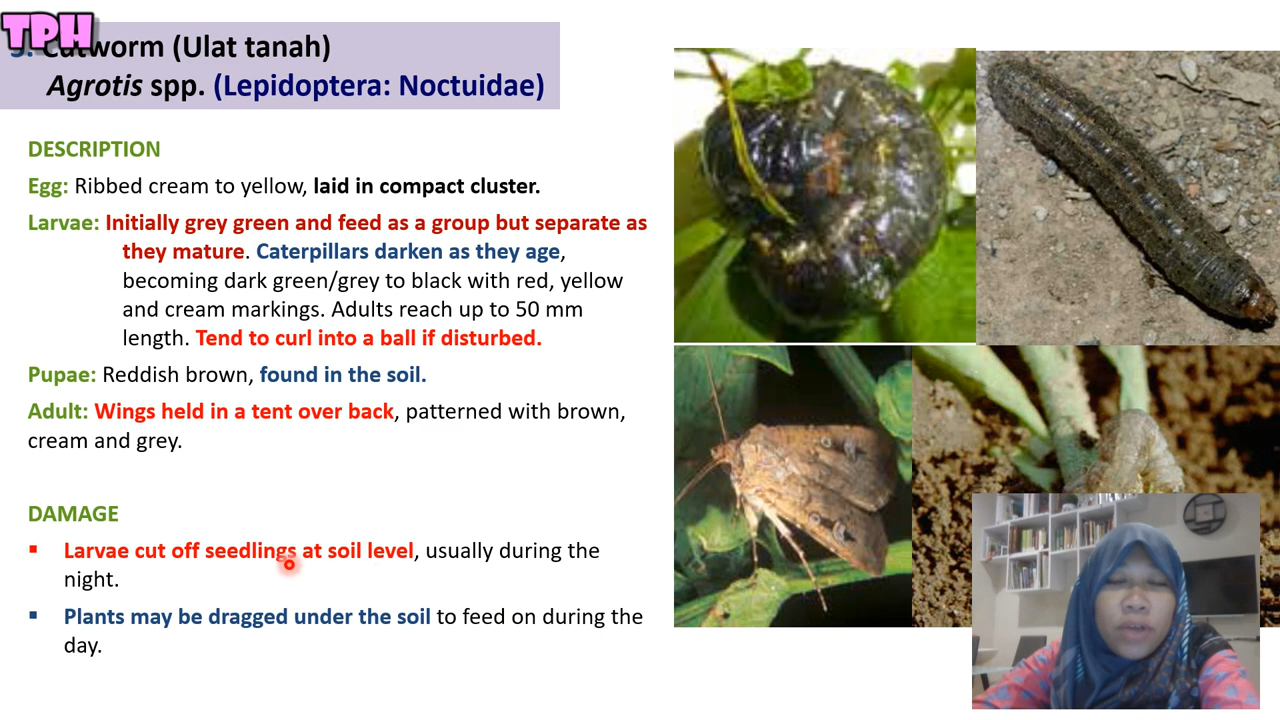 TPH
Cutworm (Ulat tanah)
Agrotis spp. (Lepidoptera: Noctuidae)
DESCRIPTION
Egg: Ribbed cream to yellow, laid in compact cluster.
Larvae: Initially grey green and feed as a group but separate as
they mature. Caterpillars darken as they age,
becoming dark green/grey to black with red, yellow
and cream markings. Adults reach up to 50 mm
length. Tend to curl into a ball if disturbed.
Pupae: Reddish brown, found in the soil.
Adult: Wings held in a tent over back, patterned with brown,
cream and grey.
DAMAGE
▪ Larvae cut off seedlings at soil level, usually during the
night.
▪ Plants may be dragged under the soil to feed on during the
day.